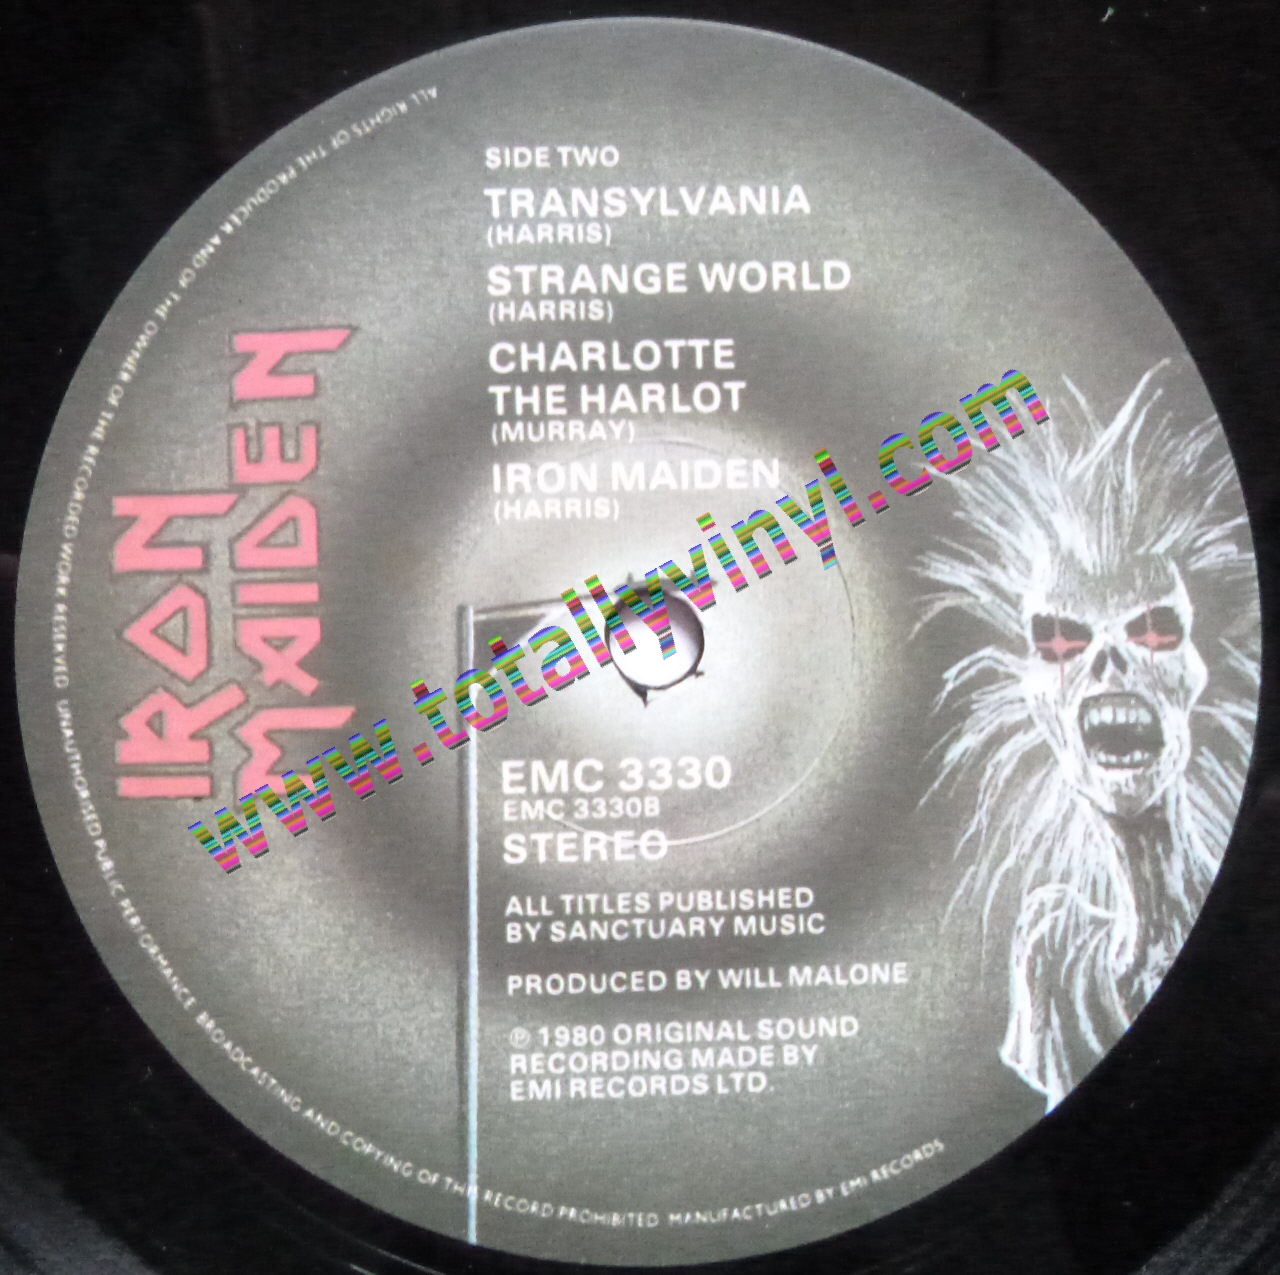 SIDE TWO
TRANSYLVANIA
(HARRIS)
STRANGE WORLD
(HARRIS)
CHARLOTTE
THE HARLOT
(MURRAY)
IRON MAIDEN
(HARRIS)
IRON
MAIDEN
www.totallyvinyl.com
EMC 3330
EMC 3330B
STEREO
ALL TITLES PUBLISHED
BY SANCTUARY MUSIC
PRODUCED BY WILL MALONE
℗ 1980 ORIGINAL SOUND
RECORDING MADE BY
EMI RECORDS LTD.
ALL RIGHTS OF THE PRODUCER AND OF THE OWNER OF THE RECORDED WORK RESERVED UNAUTHORISED PUBLIC PERFORMANCE BROADCASTING AND COPYING OF THIS RECORD PROHIBITED MANUFACTURED BY EMI RECORDS